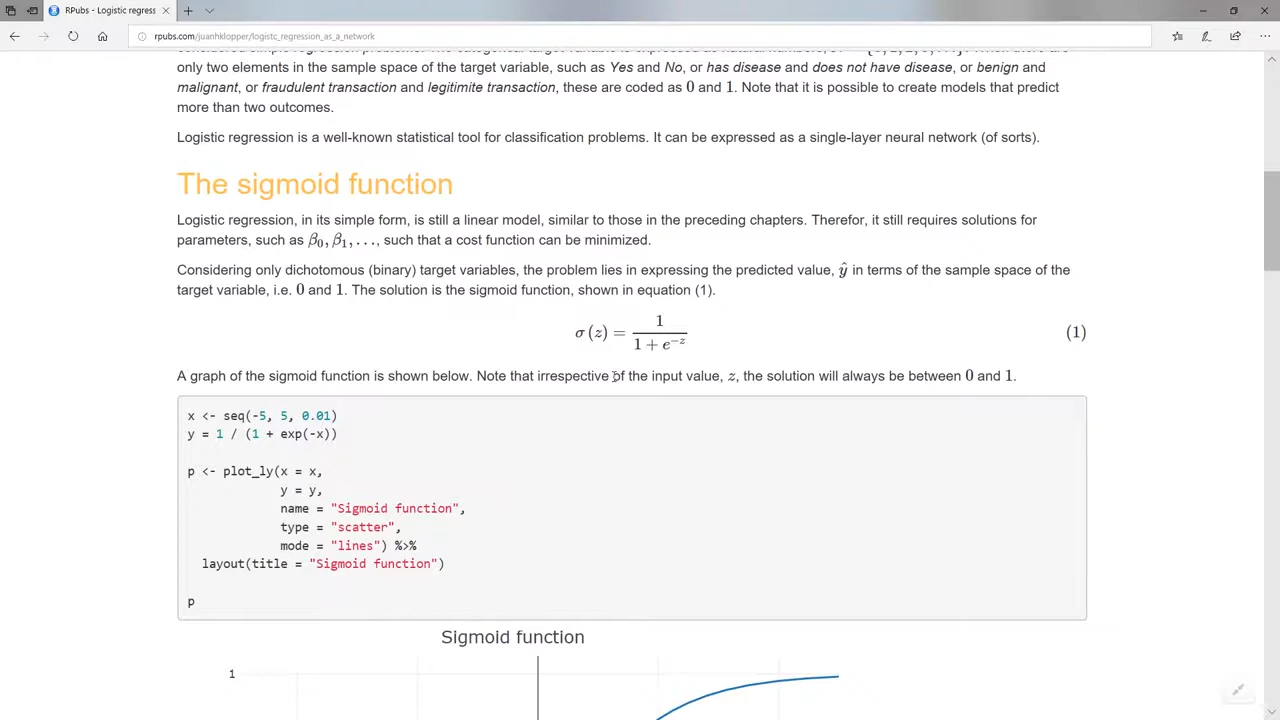 RPubs - Logistic regress
rpubs.com/juanhklopper/logistc_regression_as_a_network
only two elements in the sample space of the target variable, such as Yes and No, or has disease and does not have disease, or benign and
malignant, or fraudulent transaction and legitimite transaction, these are coded as 0 and 1. Note that it is possible to create models that predict
more than two outcomes.
Logistic regression is a well-known statistical tool for classification problems. It can be expressed as a single-layer neural network (of sorts).
The sigmoid function
Logistic regression, in its simple form, is still a linear model, similar to those in the preceding chapters. Therefor, it still requires solutions for
parameters, such as β₀, β₁, …, such that a cost function can be minimized.
Considering only dichotomous (binary) target variables, the problem lies in expressing the predicted value, ŷ in terms of the sample space of the
target variable, i.e. 0 and 1. The solution is the sigmoid function, shown in equation (1).
σ (z) = 1 / (1 + e^−z) (1)
A graph of the sigmoid function is shown below. Note that irrespective of the input value, z, the solution will always be between 0 and 1.
x <- seq(-5, 5, 0.01)
y = 1 / (1 + exp(-x))
p <- plot_ly(x = x,
y = y,
name = "Sigmoid function",
type = "scatter",
mode = "lines") %>%
layout(title = "Sigmoid function")
p
Sigmoid function
1